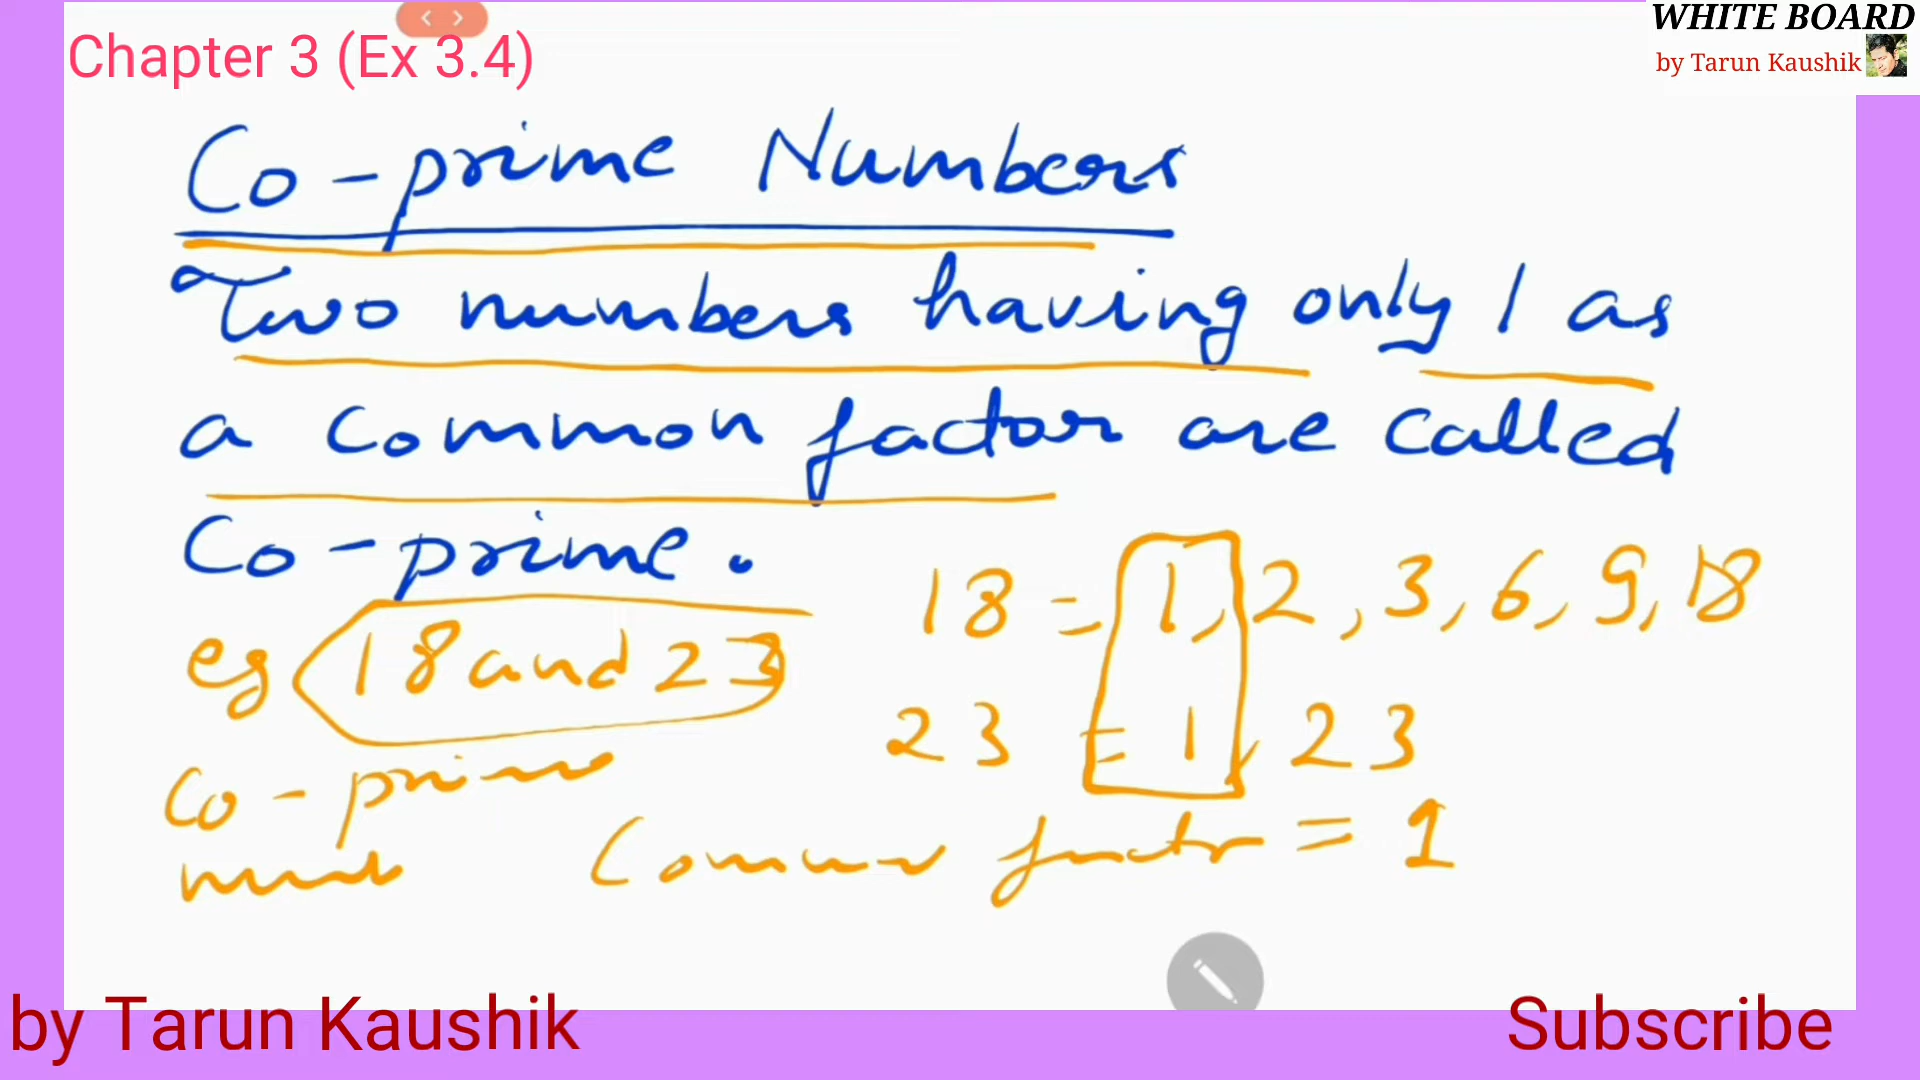 WHITE BOARD
by Tarun Kaushik
Chapter 3 (Ex 3.4)
Co-prime Numbers
Two numbers having only 1 as
a common factor are called
Co-prime.
eg 18 and 23
18 = 1, 2, 3, 6, 9, 18
23 = 1, 23
Co-prime
Common factor = 1
by Tarun Kaushik
Subscribe